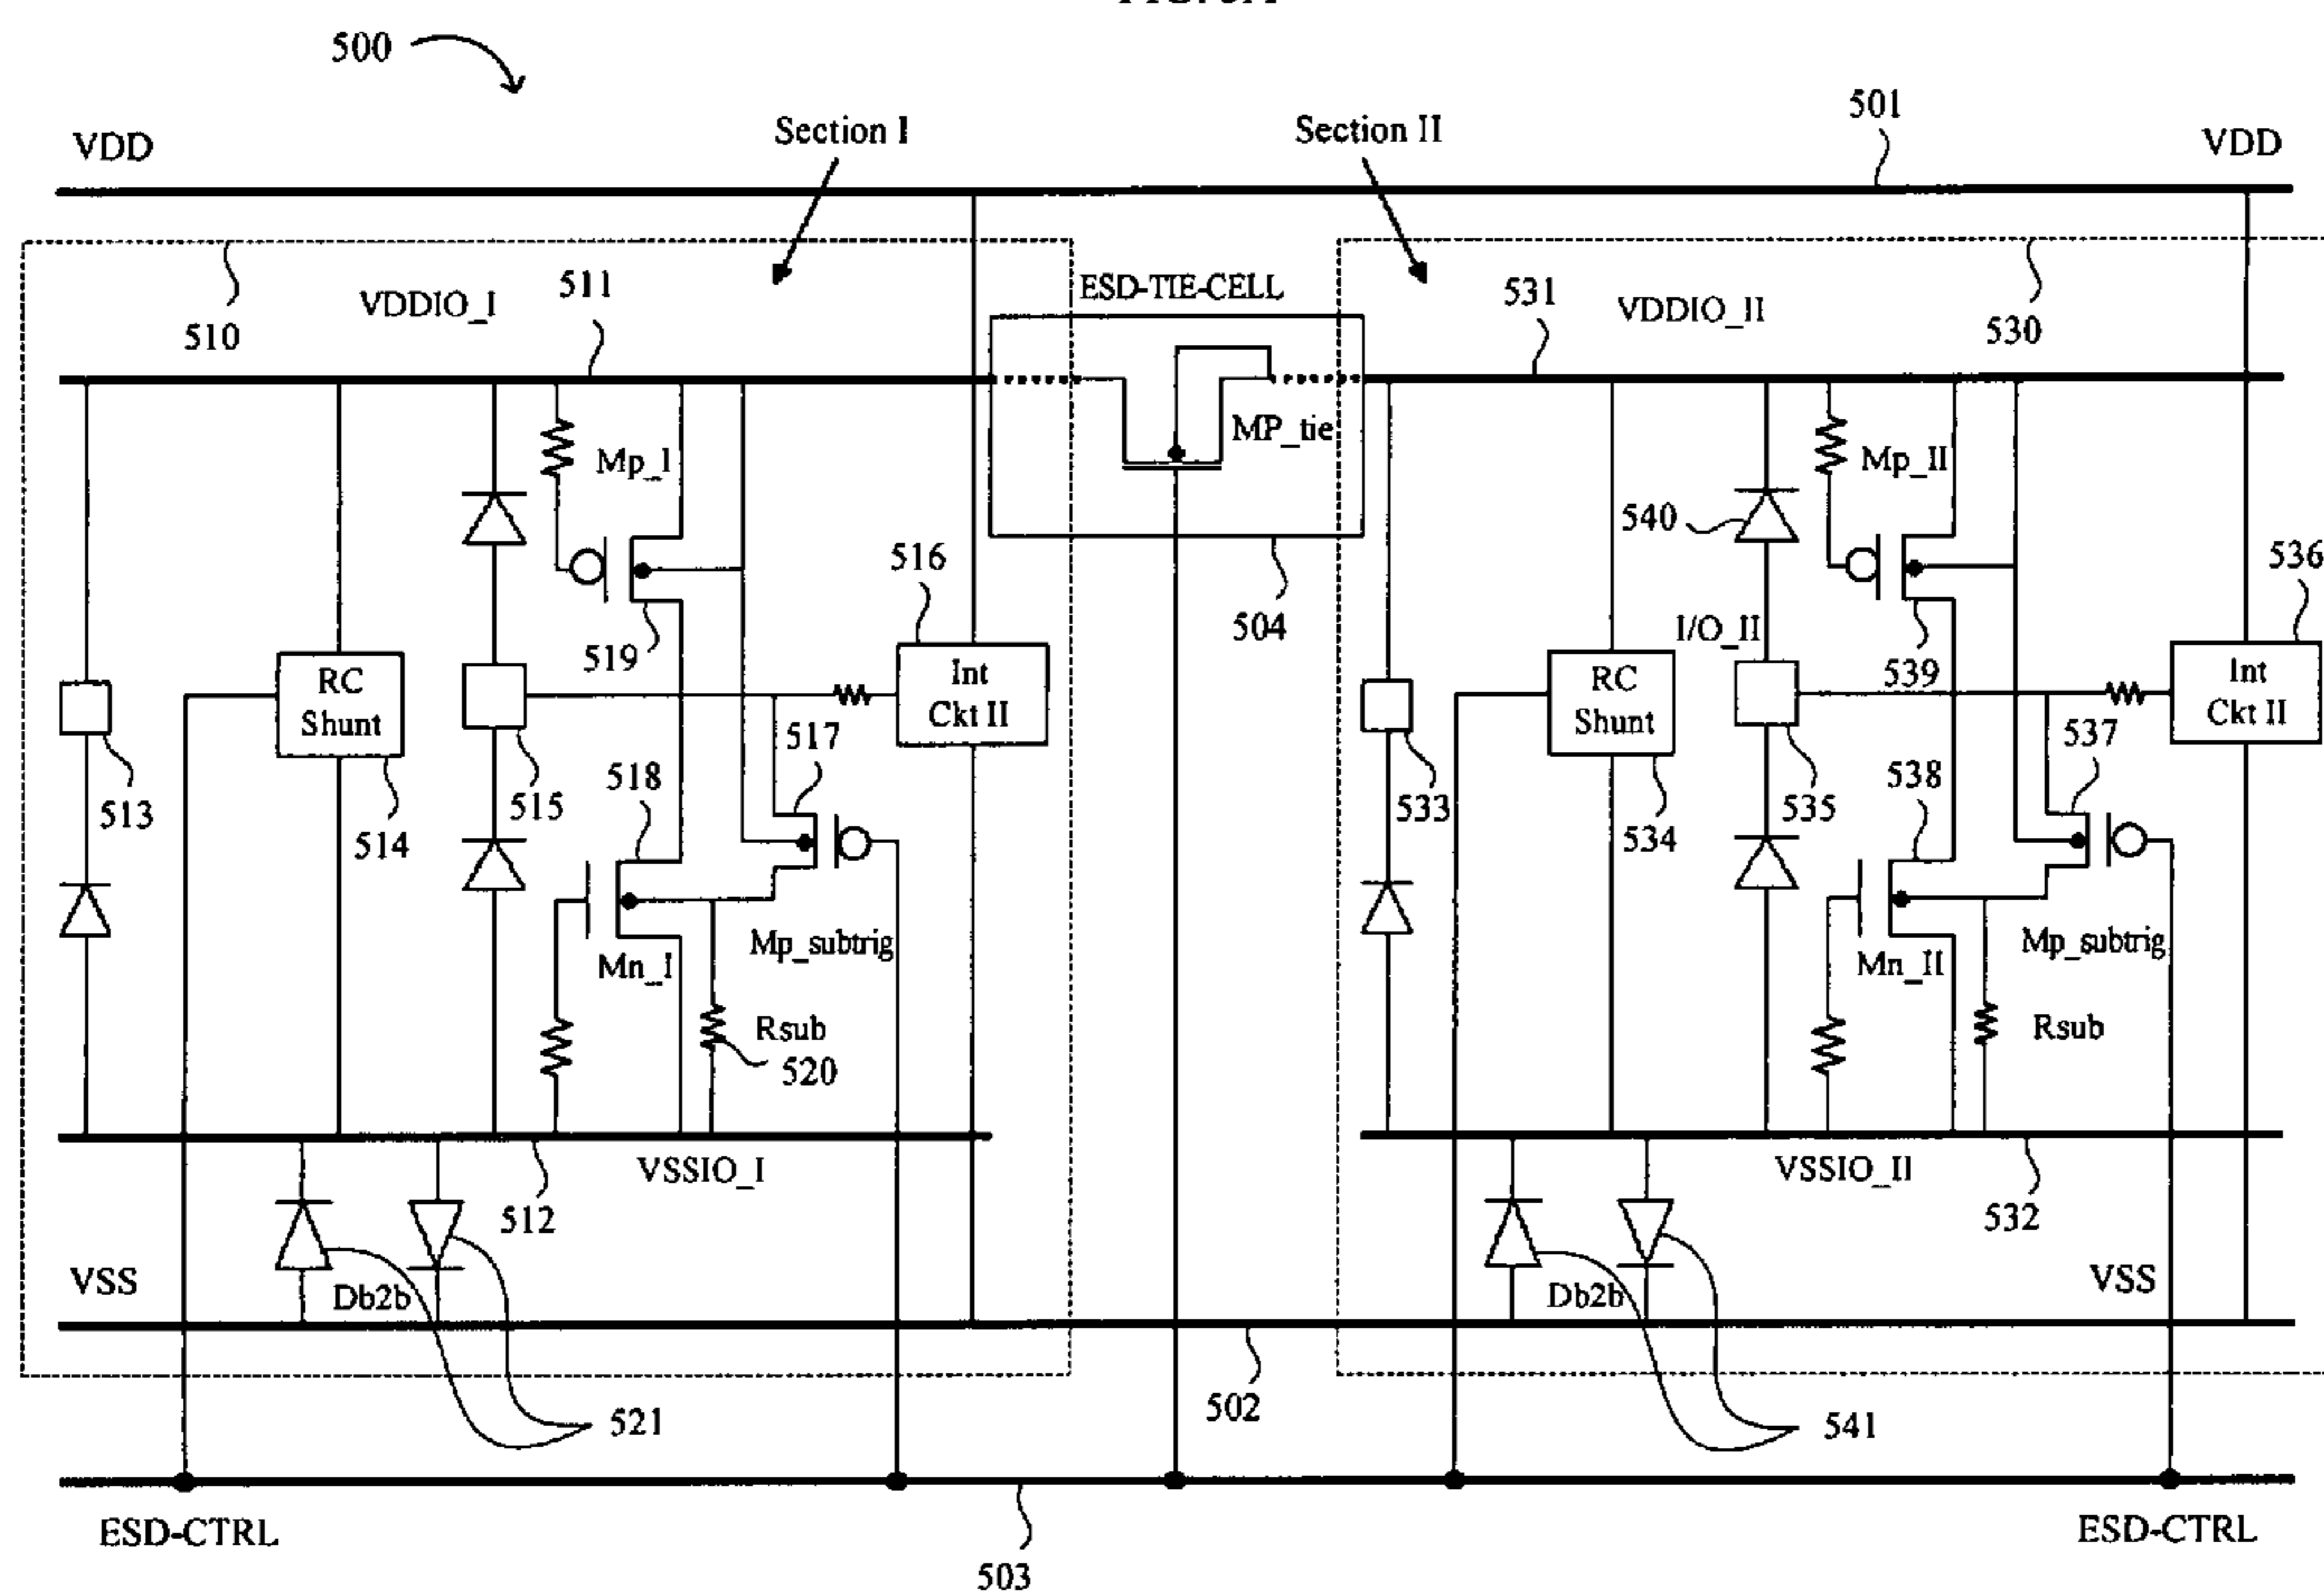 500
501
VDD
Section I
Section II
VDD
510
VDDIO_I
511
ESD-TIE-CELL
531
VDDIO_II
530
Mp_I
MP_tie
Mp_II
540
516
504
536
519
I/O_II
539
RC
Shunt
Int
Ckt II
RC
Shunt
Int
Ckt II
517
537
513
514
515
518
533
534
535
538
Mn_I
Mp_subtrig
Mn_II
Mp_subtrig
Rsub
520
Rsub
VSSIO_I
512
VSSIO_II
532
VSS
Db2b
Db2b
VSS
521
502
541
ESD-CTRL
503
ESD-CTRL